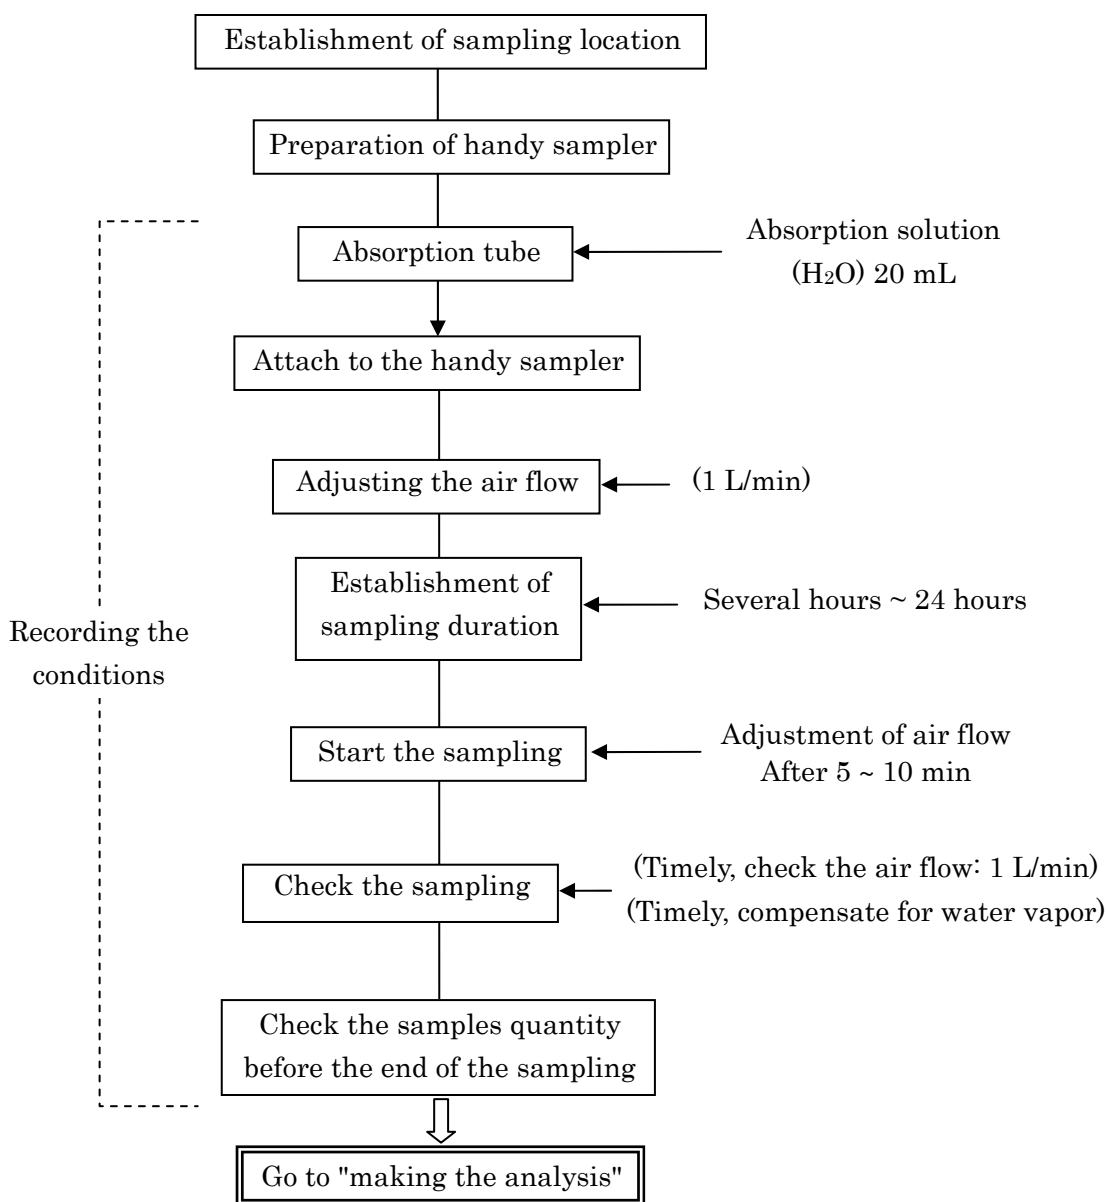 Establishment of sampling location
Preparation of handy sampler
Absorption tube
Absorption solution
(H₂O) 20 mL
Attach to the handy sampler
Adjusting the air flow
(1 L/min)
Establishment of
sampling duration
Several hours ~ 24 hours
Recording the
conditions
Start the sampling
Adjustment of air flow
After 5 ~ 10 min
Check the sampling
(Timely, check the air flow: 1 L/min)
(Timely, compensate for water vapor)
Check the samples quantity
before the end of the sampling
Go to "making the analysis"